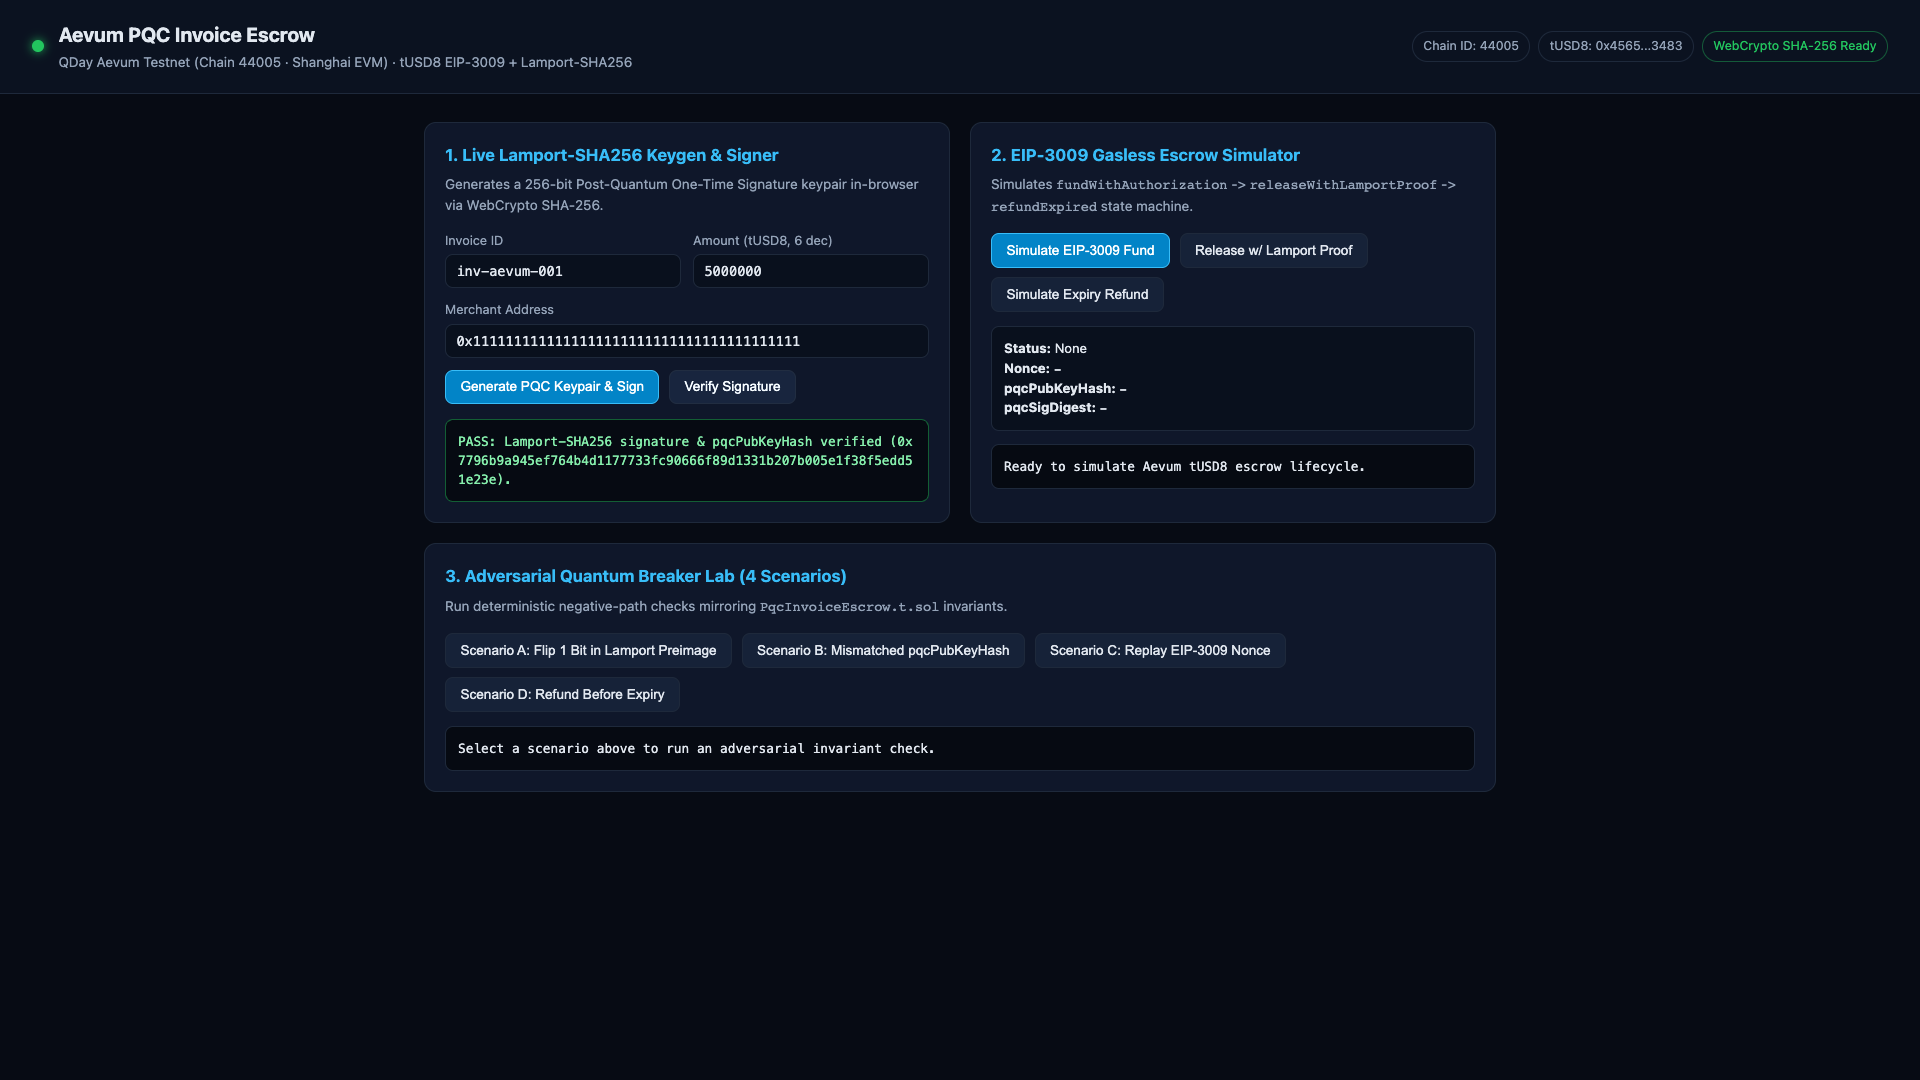 Aevum PQC Invoice Escrow
QDay Aevum Testnet (Chain 44005 · Shanghai EVM) · tUSD8 EIP-3009 + Lamport-SHA256
Chain ID: 44005
tUSD8: 0x4565...3483
WebCrypto SHA-256 Ready
1. Live Lamport-SHA256 Keygen & Signer
Generates a 256-bit Post-Quantum One-Time Signature keypair in-browser
via WebCrypto SHA-256.
Invoice ID
Amount (tUSD8, 6 dec)
inv-aevum-001
5000000
Merchant Address
0x1111111111111111111111111111111111111111
Generate PQC Keypair & Sign
Verify Signature
PASS: Lamport-SHA256 signature & pqcPubKeyHash verified (0x
7796b9a945ef764b4d1177733fc90666f89d1331b207b005e1f38f5edd5
1e23e).
2. EIP-3009 Gasless Escrow Simulator
Simulates fundWithAuthorization -> releaseWithLamportProof ->
refundExpired state machine.
Simulate EIP-3009 Fund
Release w/ Lamport Proof
Simulate Expiry Refund
Status: None
Nonce: –
pqcPubKeyHash: –
pqcSigDigest: –
Ready to simulate Aevum tUSD8 escrow lifecycle.
3. Adversarial Quantum Breaker Lab (4 Scenarios)
Run deterministic negative-path checks mirroring PqcInvoiceEscrow.t.sol invariants.
Scenario A: Flip 1 Bit in Lamport Preimage
Scenario B: Mismatched pqcPubKeyHash
Scenario C: Replay EIP-3009 Nonce
Scenario D: Refund Before Expiry
Select a scenario above to run an adversarial invariant check.